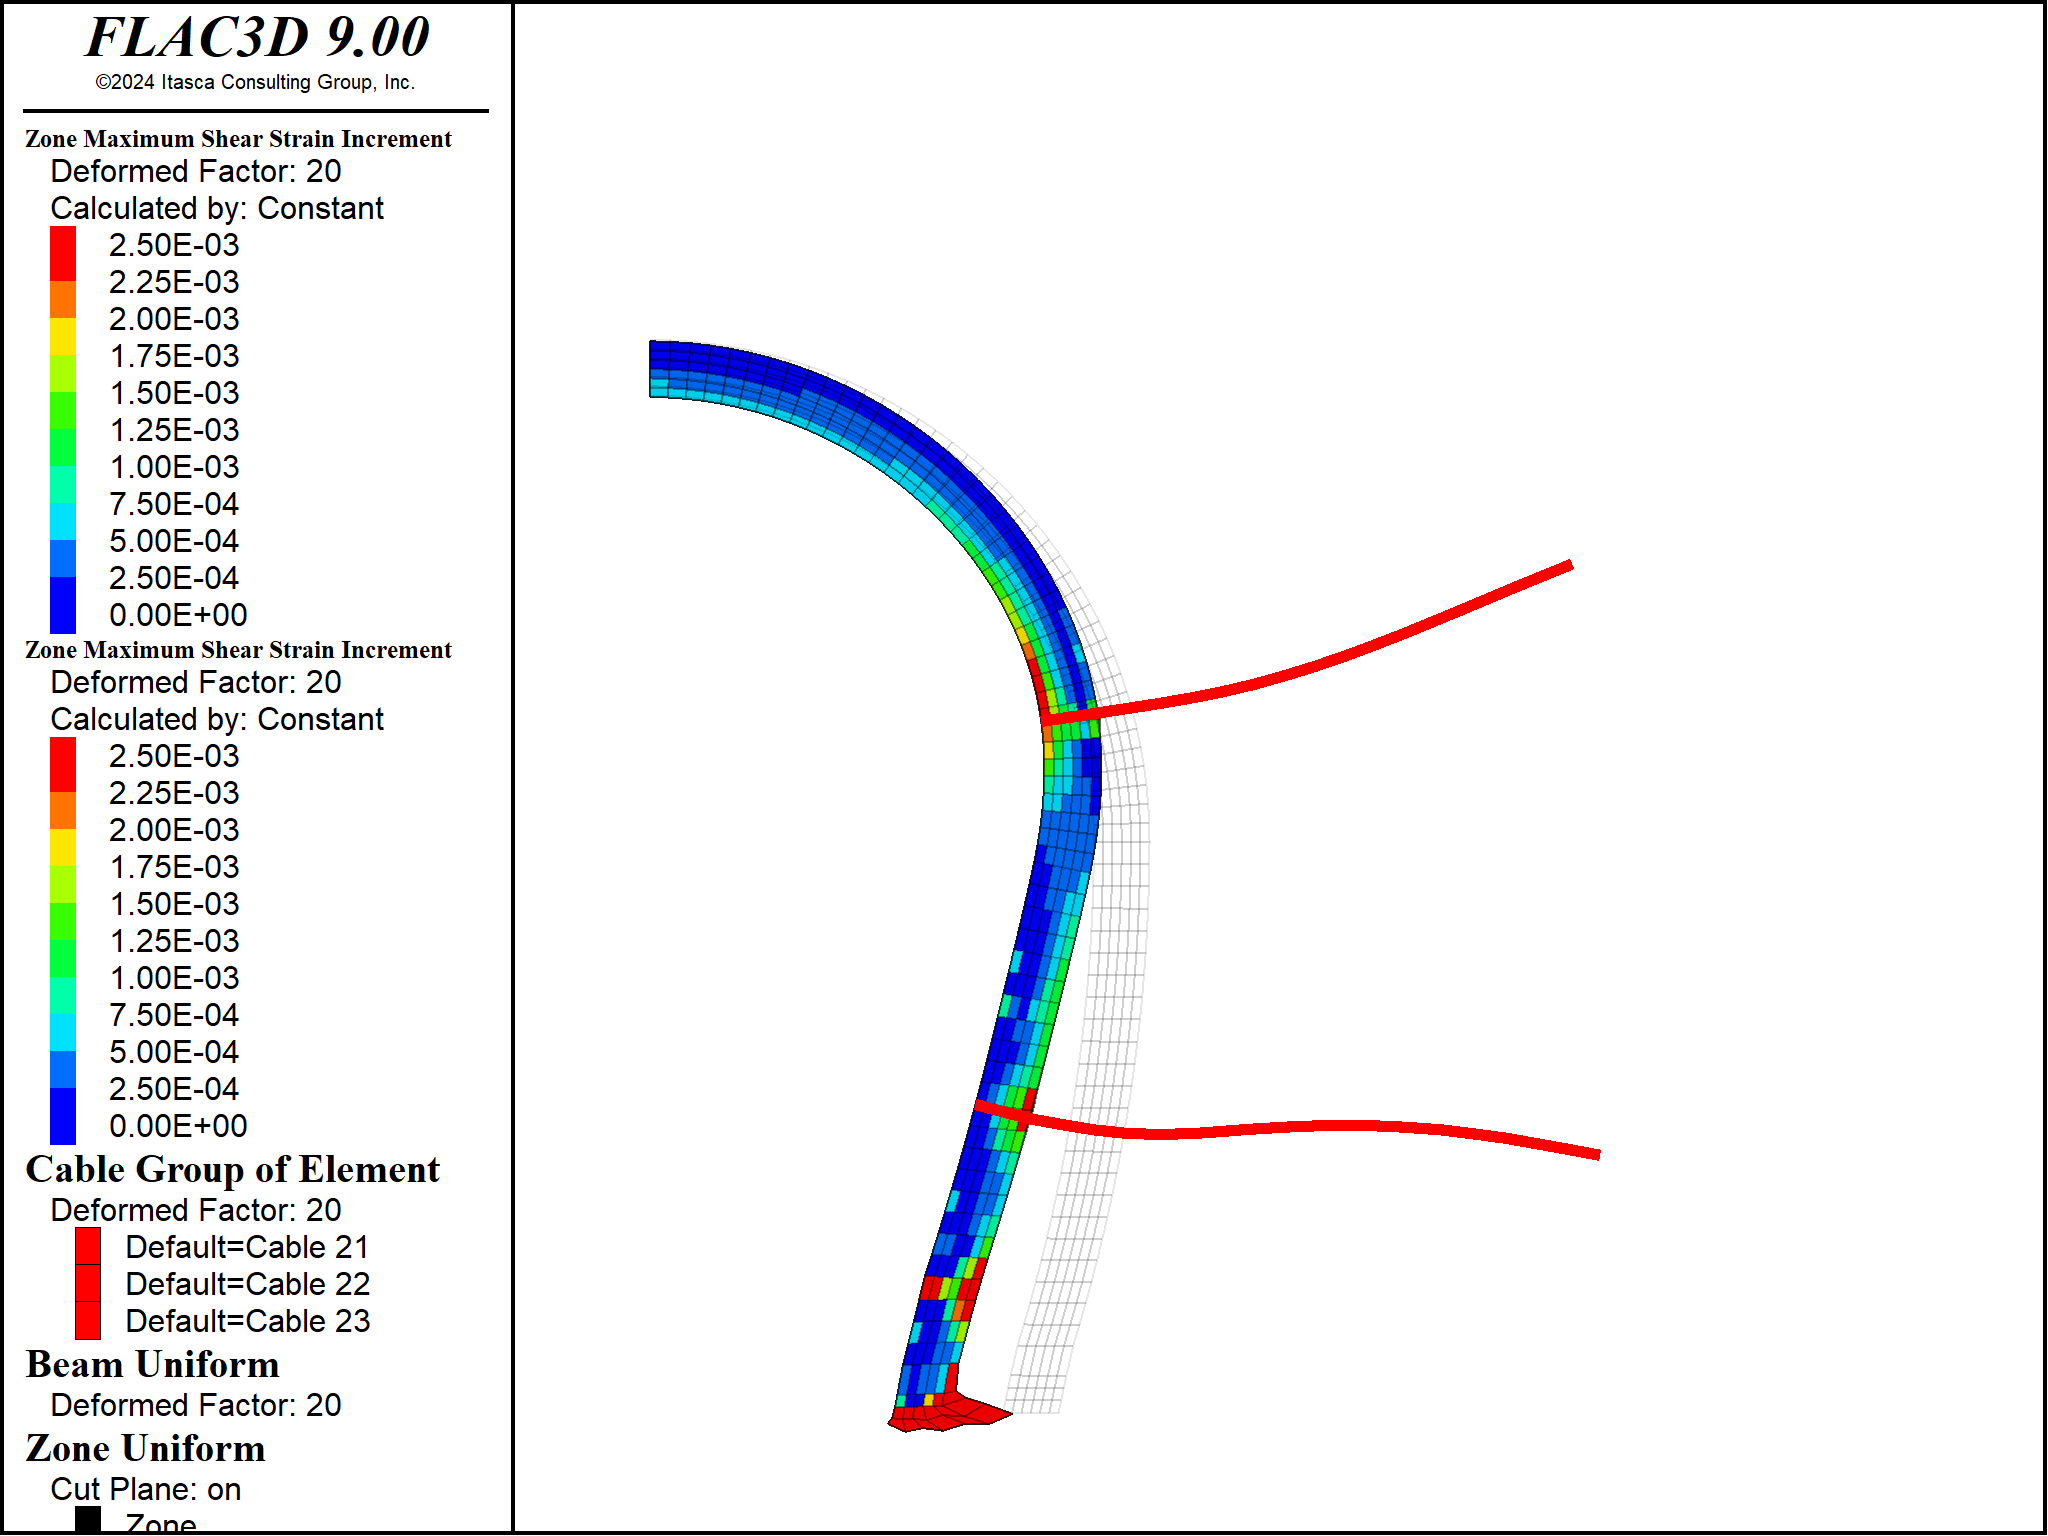 FLAC3D 9.00
©2024 Itasca Consulting Group, Inc.
Zone Maximum Shear Strain Increment
Deformed Factor: 20
Calculated by: Constant
2.50E-03
2.25E-03
2.00E-03
1.75E-03
1.50E-03
1.25E-03
1.00E-03
7.50E-04
5.00E-04
2.50E-04
0.00E+00
Zone Maximum Shear Strain Increment
Deformed Factor: 20
Calculated by: Constant
2.50E-03
2.25E-03
2.00E-03
1.75E-03
1.50E-03
1.25E-03
1.00E-03
7.50E-04
5.00E-04
2.50E-04
0.00E+00
Cable Group of Element
Deformed Factor: 20
Default=Cable 21
Default=Cable 22
Default=Cable 23
Beam Uniform
Deformed Factor: 20
Zone Uniform
Cut Plane: on
Zone